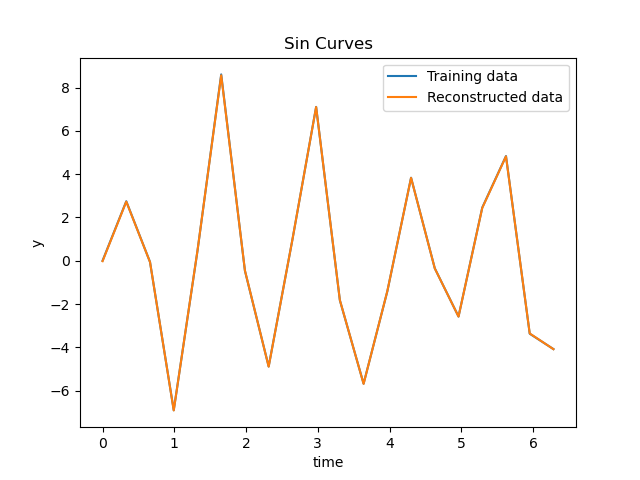 Sin Curves
Training data
Reconstructed data
8
6
4
2
0
−2
−4
−6
y
0 1 2 3 4 5 6
time